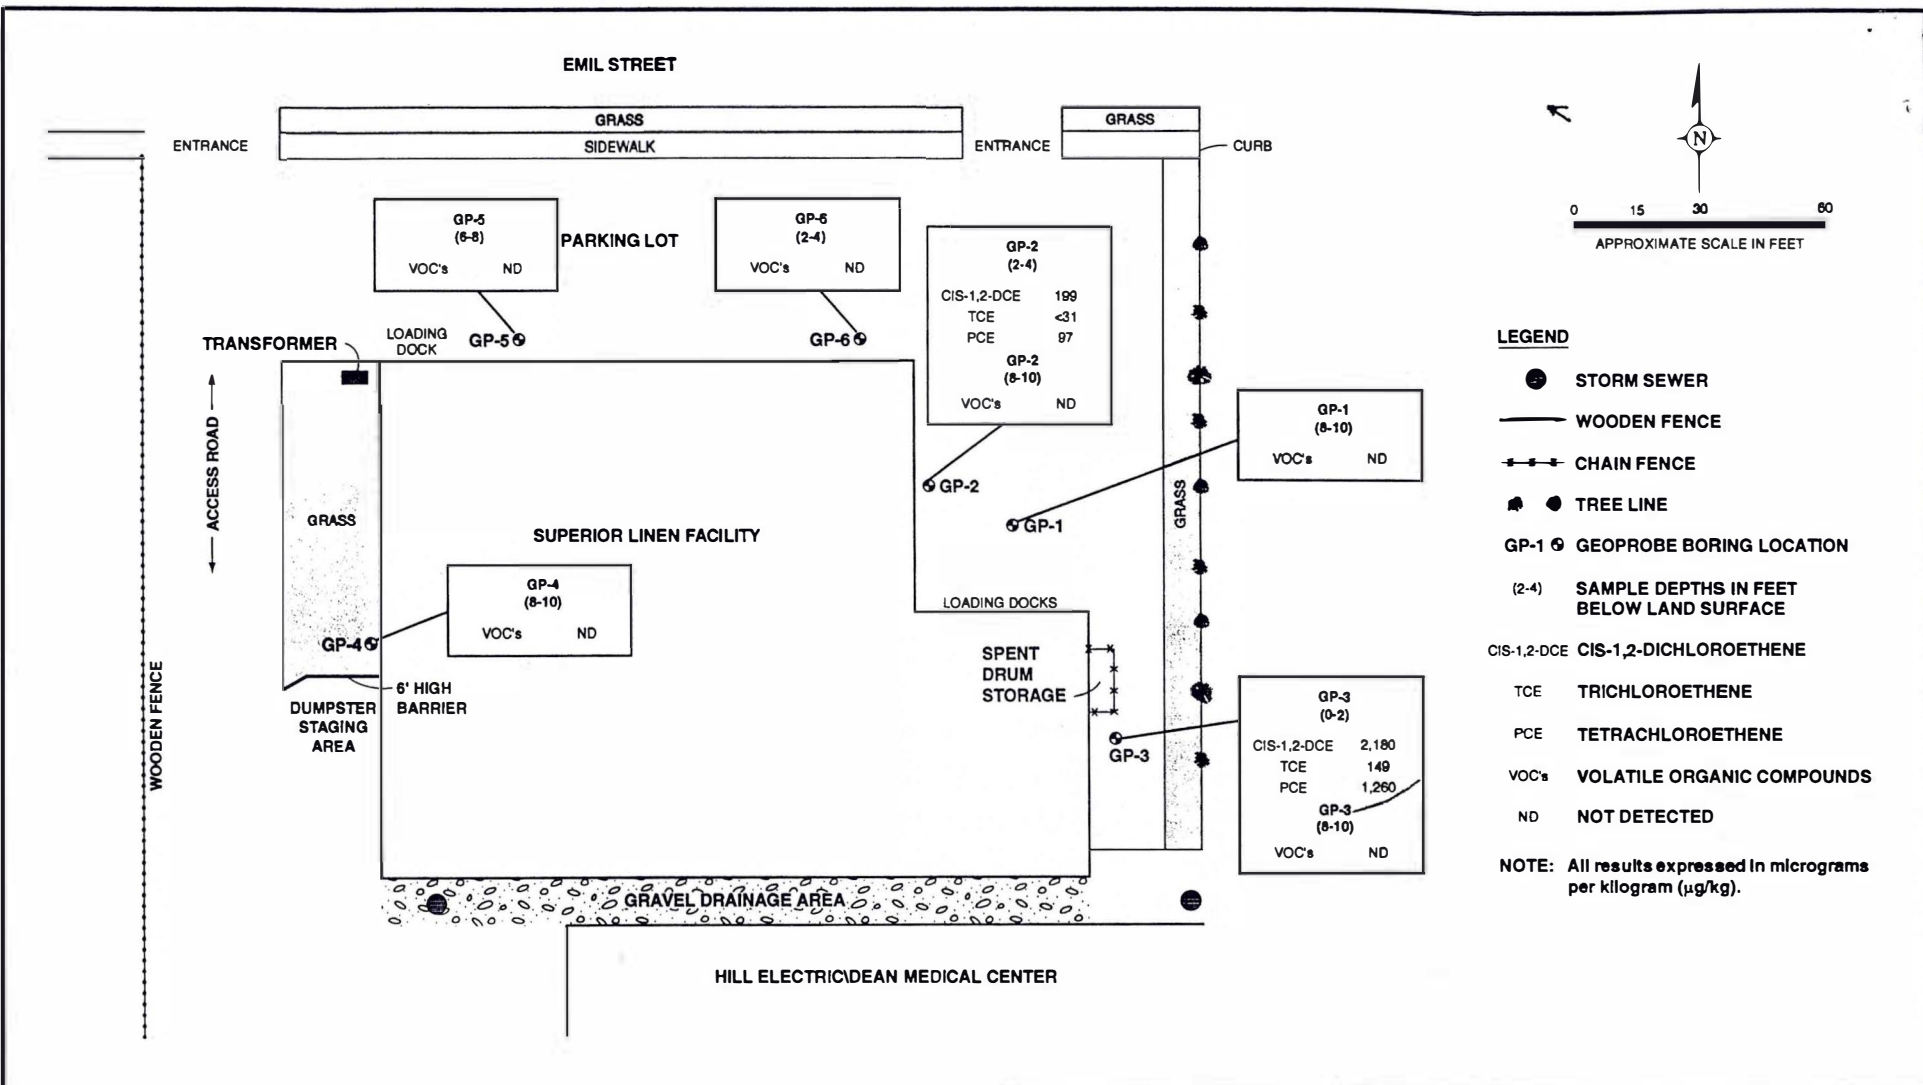 EMIL STREET
GRASS
SIDEWALK
ENTRANCE
ENTRANCE
GRASS
CURB
N
0 15 30 60
APPROXIMATE SCALE IN FEET
GP-5
(6-8)
VOC's ND
PARKING LOT
GP-6
(2-4)
VOC's ND
GP-2
(2-4)
CIS-1,2-DCE 199
TCE <31
PCE 97
GP-2
(8-10)
VOC's ND
TRANSFORMER
LOADING
DOCK
GP-5
GP-6
GP-1
(8-10)
VOC's ND
ACCESS ROAD
GRASS
GP-2
GP-1
GRASS
SUPERIOR LINEN FACILITY
GP-4
(8-10)
VOC's ND
GP-4
LOADING DOCKS
SPENT
DRUM
STORAGE
6' HIGH
BARRIER
DUMPSTER
STAGING
AREA
WOODEN FENCE
GP-3
GP-3
(0-2)
CIS-1,2-DCE 2,180
TCE 149
PCE 1,260
GP-3
(8-10)
VOC's ND
GRAVEL DRAINAGE AREA
HILL ELECTRIC\DEAN MEDICAL CENTER
LEGEND
STORM SEWER
WOODEN FENCE
CHAIN FENCE
TREE LINE
GP-1 GEOPROBE BORING LOCATION
(2-4) SAMPLE DEPTHS IN FEET
BELOW LAND SURFACE
CIS-1,2-DCE CIS-1,2-DICHLOROETHENE
TCE TRICHLOROETHENE
PCE TETRACHLOROETHENE
VOC's VOLATILE ORGANIC COMPOUNDS
ND NOT DETECTED
NOTE: All results expressed in micrograms
per kilogram (µg/kg).